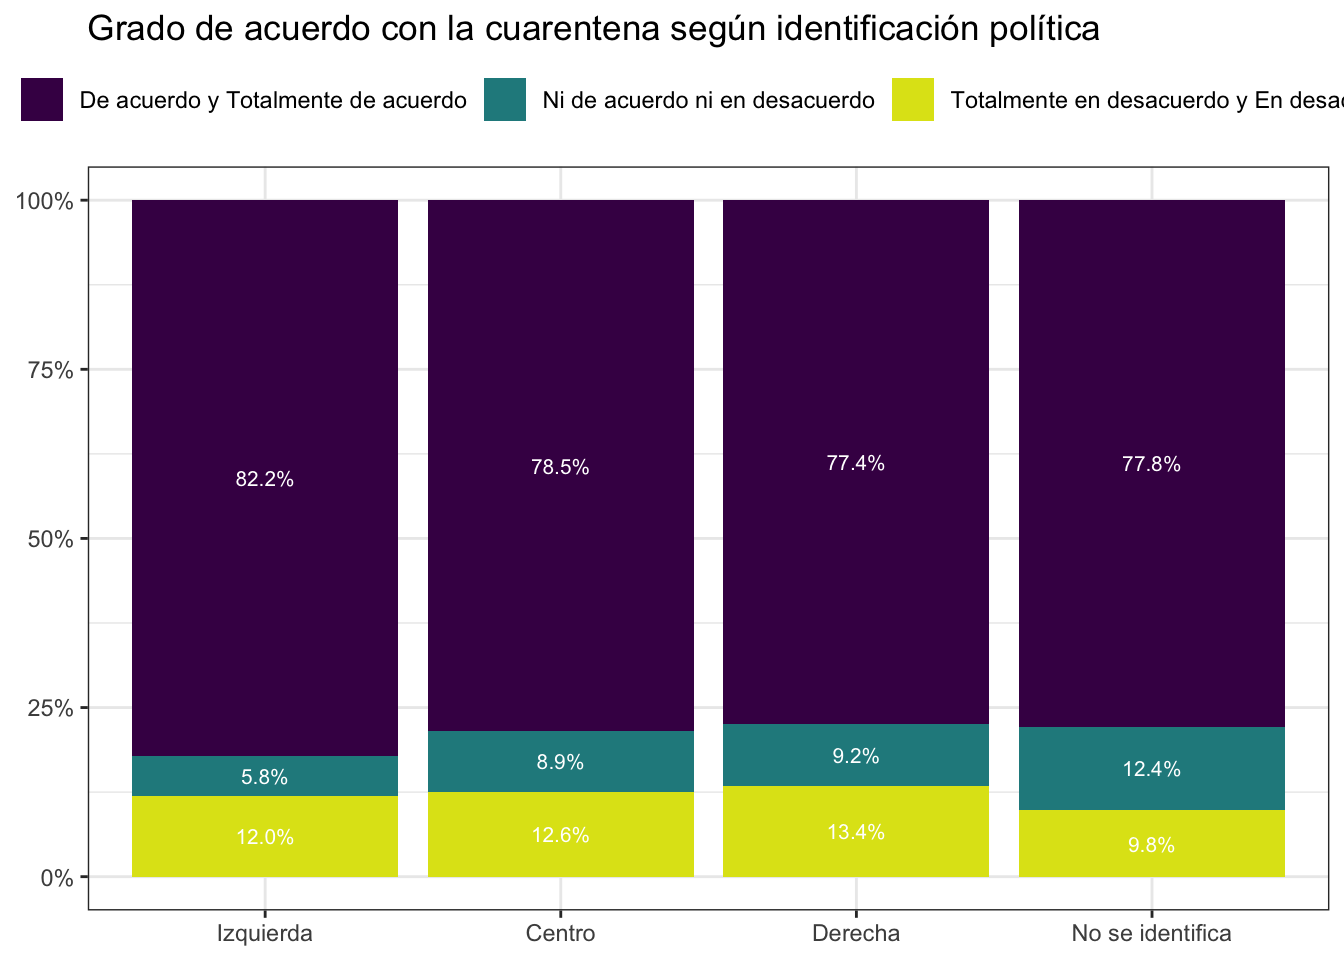 Grado de acuerdo con la cuarentena según identificación política
De acuerdo y Totalmente de acuerdo Ni de acuerdo ni en desacuerdo Totalmente en desacuerdo y En desac
100%
75%
50%
25%
0%
82.2% 78.5% 77.4% 77.8%
5.8% 8.9% 9.2% 12.4%
12.0% 12.6% 13.4% 9.8%
Izquierda Centro Derecha No se identifica